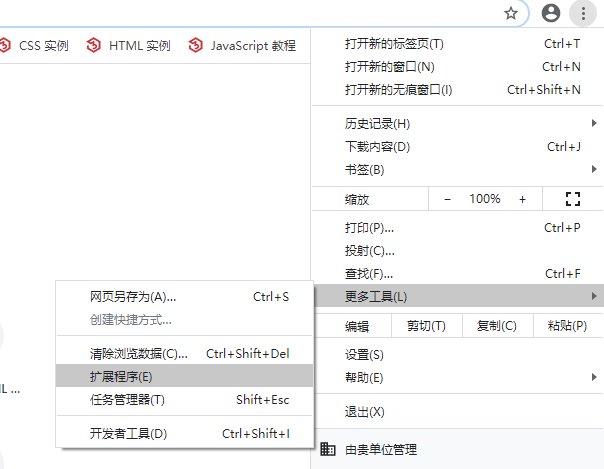 CSS 实例 HTML 实例 JavaScript 教程
打开新的标签页(T) Ctrl+T
打开新的窗口(N) Ctrl+N
打开新的无痕窗口(I) Ctrl+Shift+N
历史记录(H)
下载内容(D) Ctrl+J
书签(B)
缩放 − 100% +
打印(P)... Ctrl+P
投射(C)...
查找(F)... Ctrl+F
更多工具(L)
编辑 剪切(T) 复制(C) 粘贴(P)
设置(S)
帮助(E)
退出(X)
由贵单位管理
网页另存为(A)... Ctrl+S
创建快捷方式...
清除浏览数据(C)... Ctrl+Shift+Del
扩展程序(E)
任务管理器(T) Shift+Esc
开发者工具(D) Ctrl+Shift+I
L ...